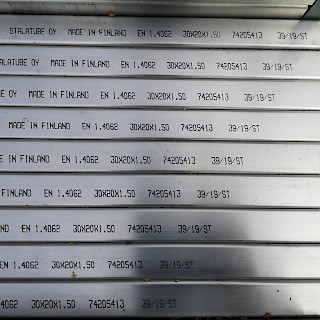 STALATUBE OY MADE IN FINLAND EN 1.4062 30X20X1.50 74205413 39/19/ST
ALATUBE OY MADE IN FINLAND EN 1.4062 30X20X1.50 74205413 39/19/ST
BE OY MADE IN FINLAND EN 1.4062 30X20X1.50 74205413 39/19/ST
MADE IN FINLAND EN 1.4062 30X20X1.50 74205413 39/19/ST
E IN FINLAND EN 1.4062 30X20X1.50 74205413 39/19/ST
FINLAND EN 1.4062 30X20X1.50 74205413 39/19/ST
ND EN 1.4062 30X20X1.50 74205413 39/19/ST
EN 1.4062 30X20X1.50 74205413 39/19/ST
4062 30X20X1.50 74205413 39/19/ST